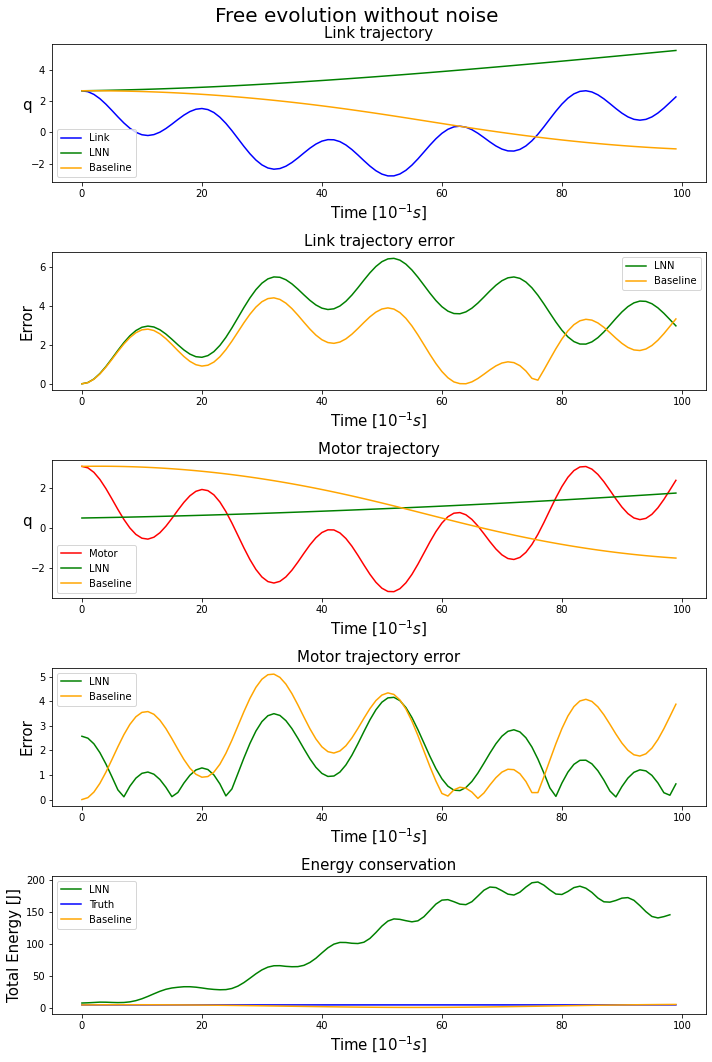 Free evolution without noise
Link trajectory
4
2
0
−2
q
Link
LNN
Baseline
0 20 40 60 80 100
Time [10⁻¹s]
Link trajectory error
6
4
2
0
Error
LNN
Baseline
0 20 40 60 80 100
Time [10⁻¹s]
Motor trajectory
2
0
−2
q
Motor
LNN
Baseline
0 20 40 60 80 100
Time [10⁻¹s]
Motor trajectory error
5
4
3
2
1
0
Error
LNN
Baseline
0 20 40 60 80 100
Time [10⁻¹s]
Energy conservation
200
150
100
50
0
Total Energy [J]
LNN
Truth
Baseline
0 20 40 60 80 100
Time [10⁻¹s]